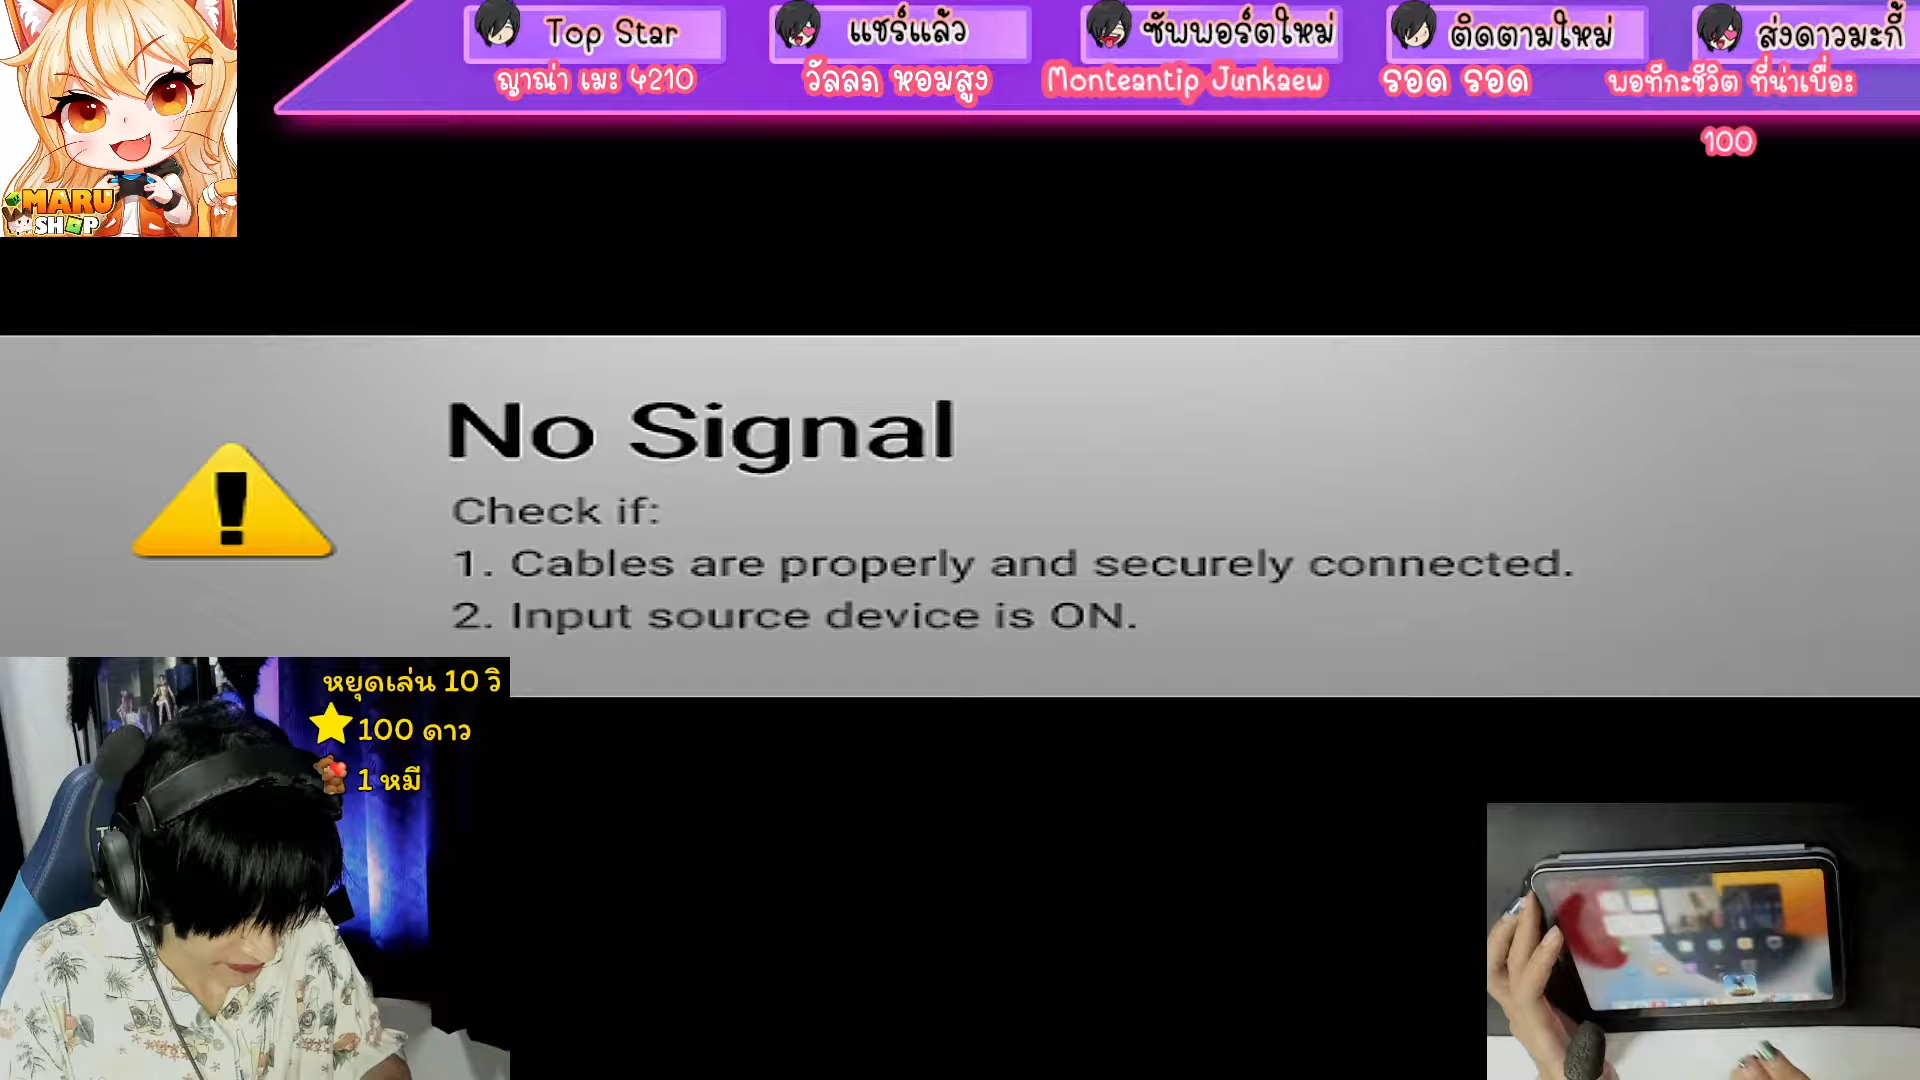 Top Star
ญาณ่า เมะ 4210
แชร์แล้ว
วัลลภ หอมสูง
ซัพพอร์ตใหม่
Monteantip Junkaew
ติดตามใหม่
รอด รอด
ส่งดาวมะกี้
พอทีกะชีวิต ที่น่าเบื่อะ
100
MARU
SHOP
No Signal
Check if:
1. Cables are properly and securely connected.
2. Input source device is ON.
หยุดเล่น 10 วิ
100 ดาว
1 หมี